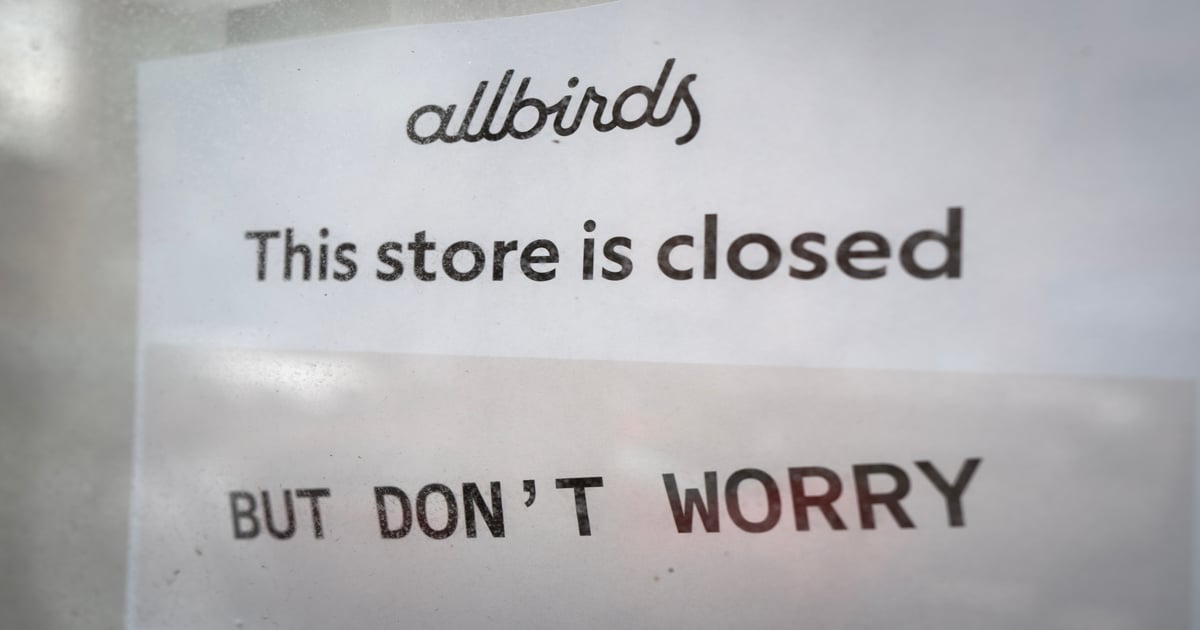 allbirds
This store is closed
BUT DON'T WORRY